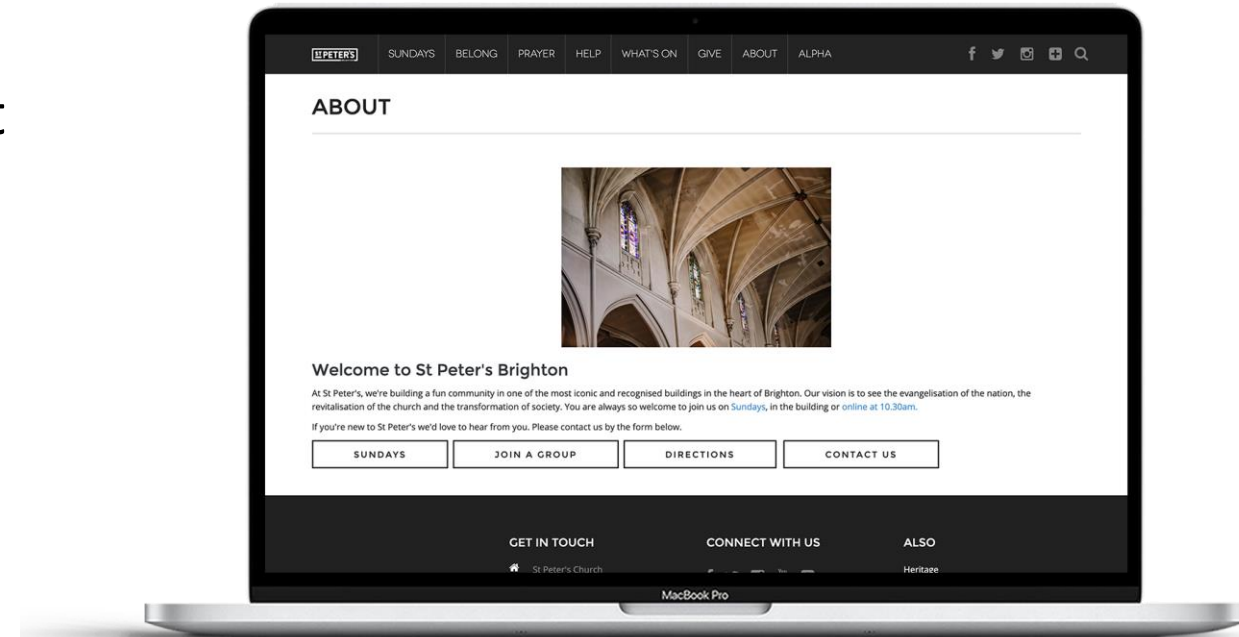 t
ST PETER'S SUNDAYS BELONG PRAYER HELP WHAT'S ON GIVE ABOUT ALPHA
ABOUT
Welcome to St Peter's Brighton
At St Peter's, we're building a fun community in one of the most iconic and recognised buildings in the heart of Brighton. Our vision is to see the evangelisation of the nation, the
revitalisation of the church and the transformation of society. You are always so welcome to join us on Sundays, in the building or online at 10.30am.
If you're new to St Peter's we'd love to hear from you. Please contact us by the form below.
SUNDAYS JOIN A GROUP DIRECTIONS CONTACT US
GET IN TOUCH CONNECT WITH US ALSO
St Peter's Church Heritage
MacBook Pro